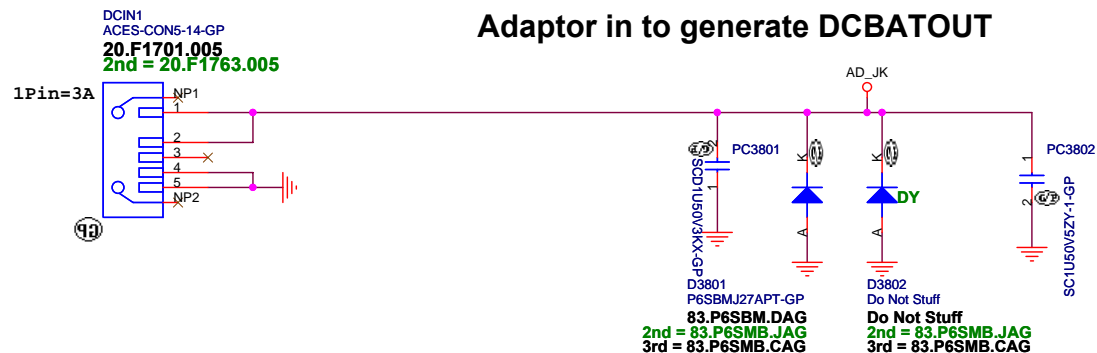 Adaptor in to generate DCBATOUT
DCIN1
ACES-CON5-14-GP
20.F1701.005
2nd = 20.F1763.005
1Pin=3A
NP1
1
2
3
4
5
NP2
GP
AD_JK
PC3801
2
1
SCD1U50V3KX-GP
K
A
K
A
DY
PC3802
1
2
SC1U50V5ZY-1-GP
D3801
P6SBMJ27APT-GP
83.P6SBM.DAG
2nd = 83.P6SMB.JAG
3rd = 83.P6SMB.CAG
D3802
Do Not Stuff
Do Not Stuff
2nd = 83.P6SMB.JAG
3rd = 83.P6SMB.CAG